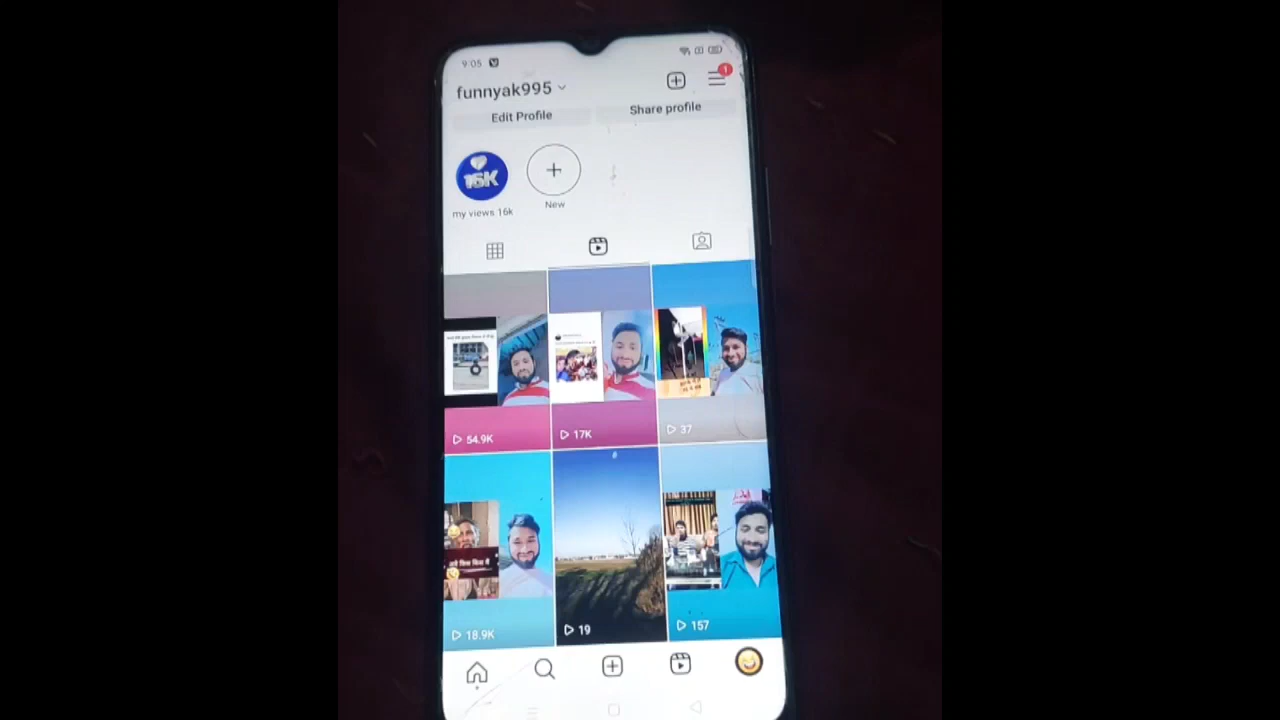 9:05
funnyak995
1
Edit Profile
Share profile
16K
my views 16k
New
54.9K
17K
37
18.9K
19
157